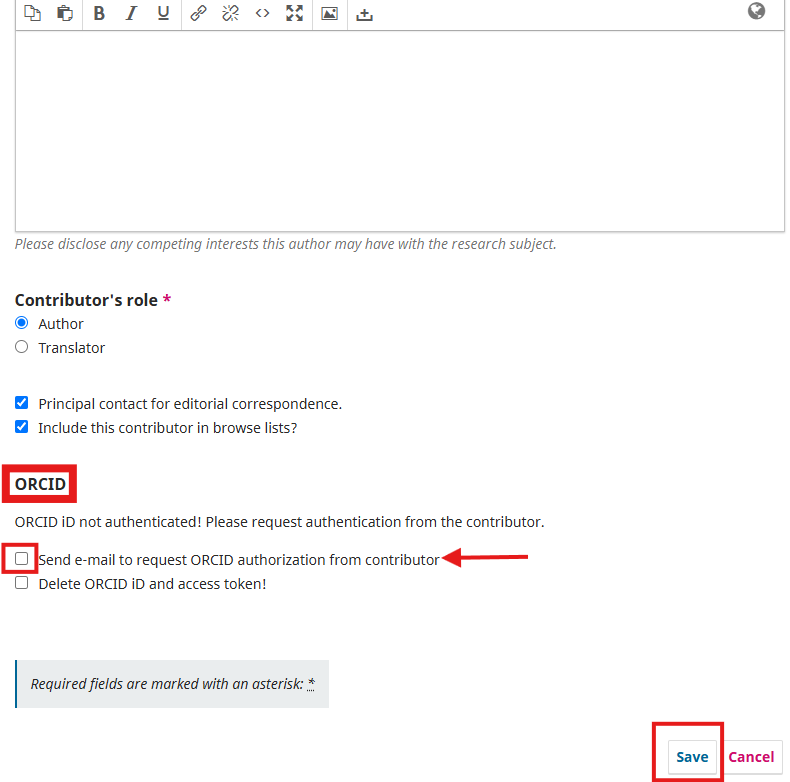 B I U
Please disclose any competing interests this author may have with the research subject.
Contributor's role *
Author
Translator
Principal contact for editorial correspondence.
Include this contributor in browse lists?
ORCID
ORCID iD not authenticated! Please request authentication from the contributor.
Send e-mail to request ORCID authorization from contributor
Delete ORCID iD and access token!
Required fields are marked with an asterisk: *
Save Cancel